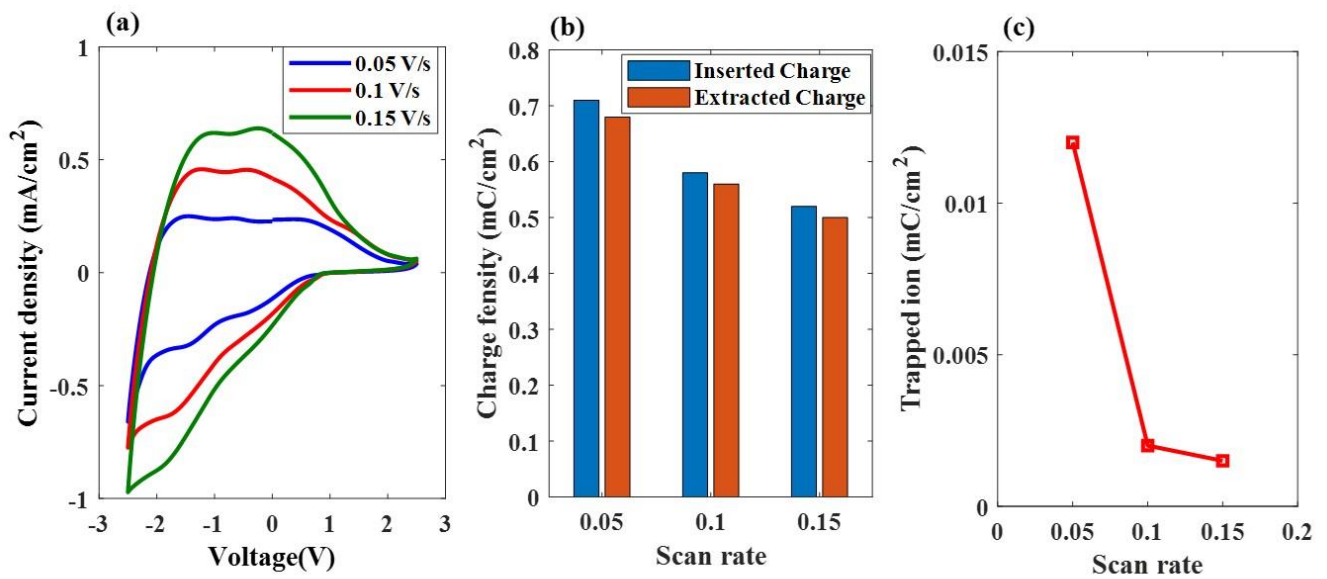 (a)
Current density (mA/cm²)
1
0.5
0
-0.5
-1
0.05 V/s
0.1 V/s
0.15 V/s
-3 -2 -1 0 1 2 3
Voltage(V)
(b)
Charge fensity (mC/cm²)
0.8
0.7
0.6
0.5
0.4
0.3
0.2
0.1
0
Inserted Charge
Extracted Charge
0.05 0.1 0.15
Scan rate
(c)
Trapped ion (mC/cm²)
0.015
0.01
0.005
0
0 0.05 0.1 0.15 0.2
Scan rate